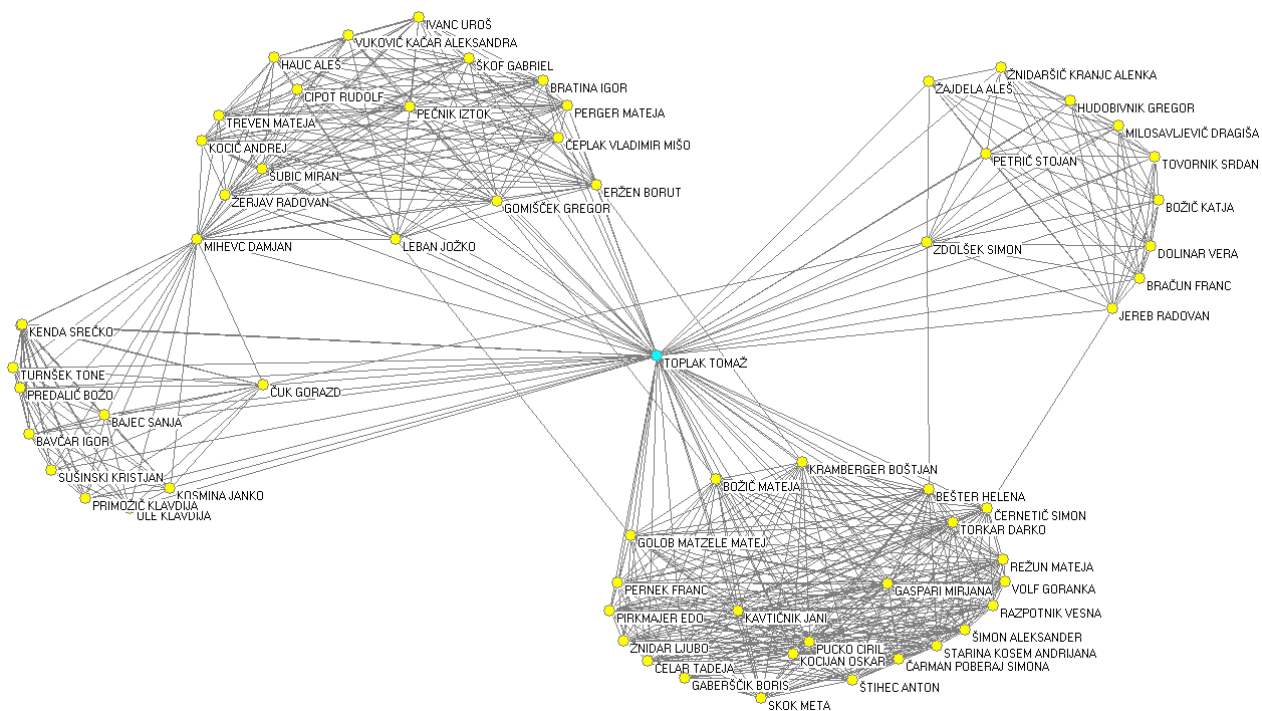 IVANC UROŠ
VUKOVIČ KAČAR ALEKSANDRA
HAUC ALEŠ
ŠKOF GABRIEL
CIPOT RUDOLF
BRATINA IGOR
PEČNIK IZTOK
PERGER MATEJA
TREVEN MATEJA
KOCIČ ANDREJ
ČEPLAK VLADIMIR MIŠO
ŠUBIC MIRAN
ERŽEN BORUT
ŽERJAV RADOVAN
GOMIŠČEK GREGOR
MIHEVC DAMJAN
LEBAN JOŽKO
ŽNIDARŠIČ KRANJC ALENKA
ŽAJDELA ALEŠ
HUDOBIVNIK GREGOR
MILOSAVLJEVIČ DRAGIŠA
PETRIČ STOJAN
TOVORNIK SRDAN
BOŽIČ KATJA
ZDOLŠEK SIMON
DOLINAR VERA
BRAČUN FRANC
JEREB RADOVAN
KENDA SREČKO
TOPLAK TOMAŽ
TURNŠEK TONE
PREDALIČ BOŽO
ČUK GORAZD
BAJEC SANJA
BAVČAR IGOR
SUŠINSKI KRISTJAN
KOSMINA JANKO
PRIMOŽIČ KLAVDIJA
ULE KLAVDIJA
KRAMBERGER BOŠTJAN
BOŽIČ MATEJA
BEŠTER HELENA
ČERNETIČ SIMON
TORKAR DARKO
GOLOB MATZELE MATEJ
REŽUN MATEJA
PERNEK FRANC
GASPARI MIRJANA
VOLF GORANKA
PIRKMAJER EDO
KAVTIČNIK JANI
RAZPOTNIK VESNA
ŠIMON ALEKSANDER
ŽNIDAR LJUBO
PUCKO CIRIL
STARINA KOSEM ANDRIJANA
ČELAR TADEJA
KOCIJAN OSKAR
ČARMAN POBERAJ SIMONA
GABERŠČIK BORIS
ŠTIHEC ANTON
SKOK META